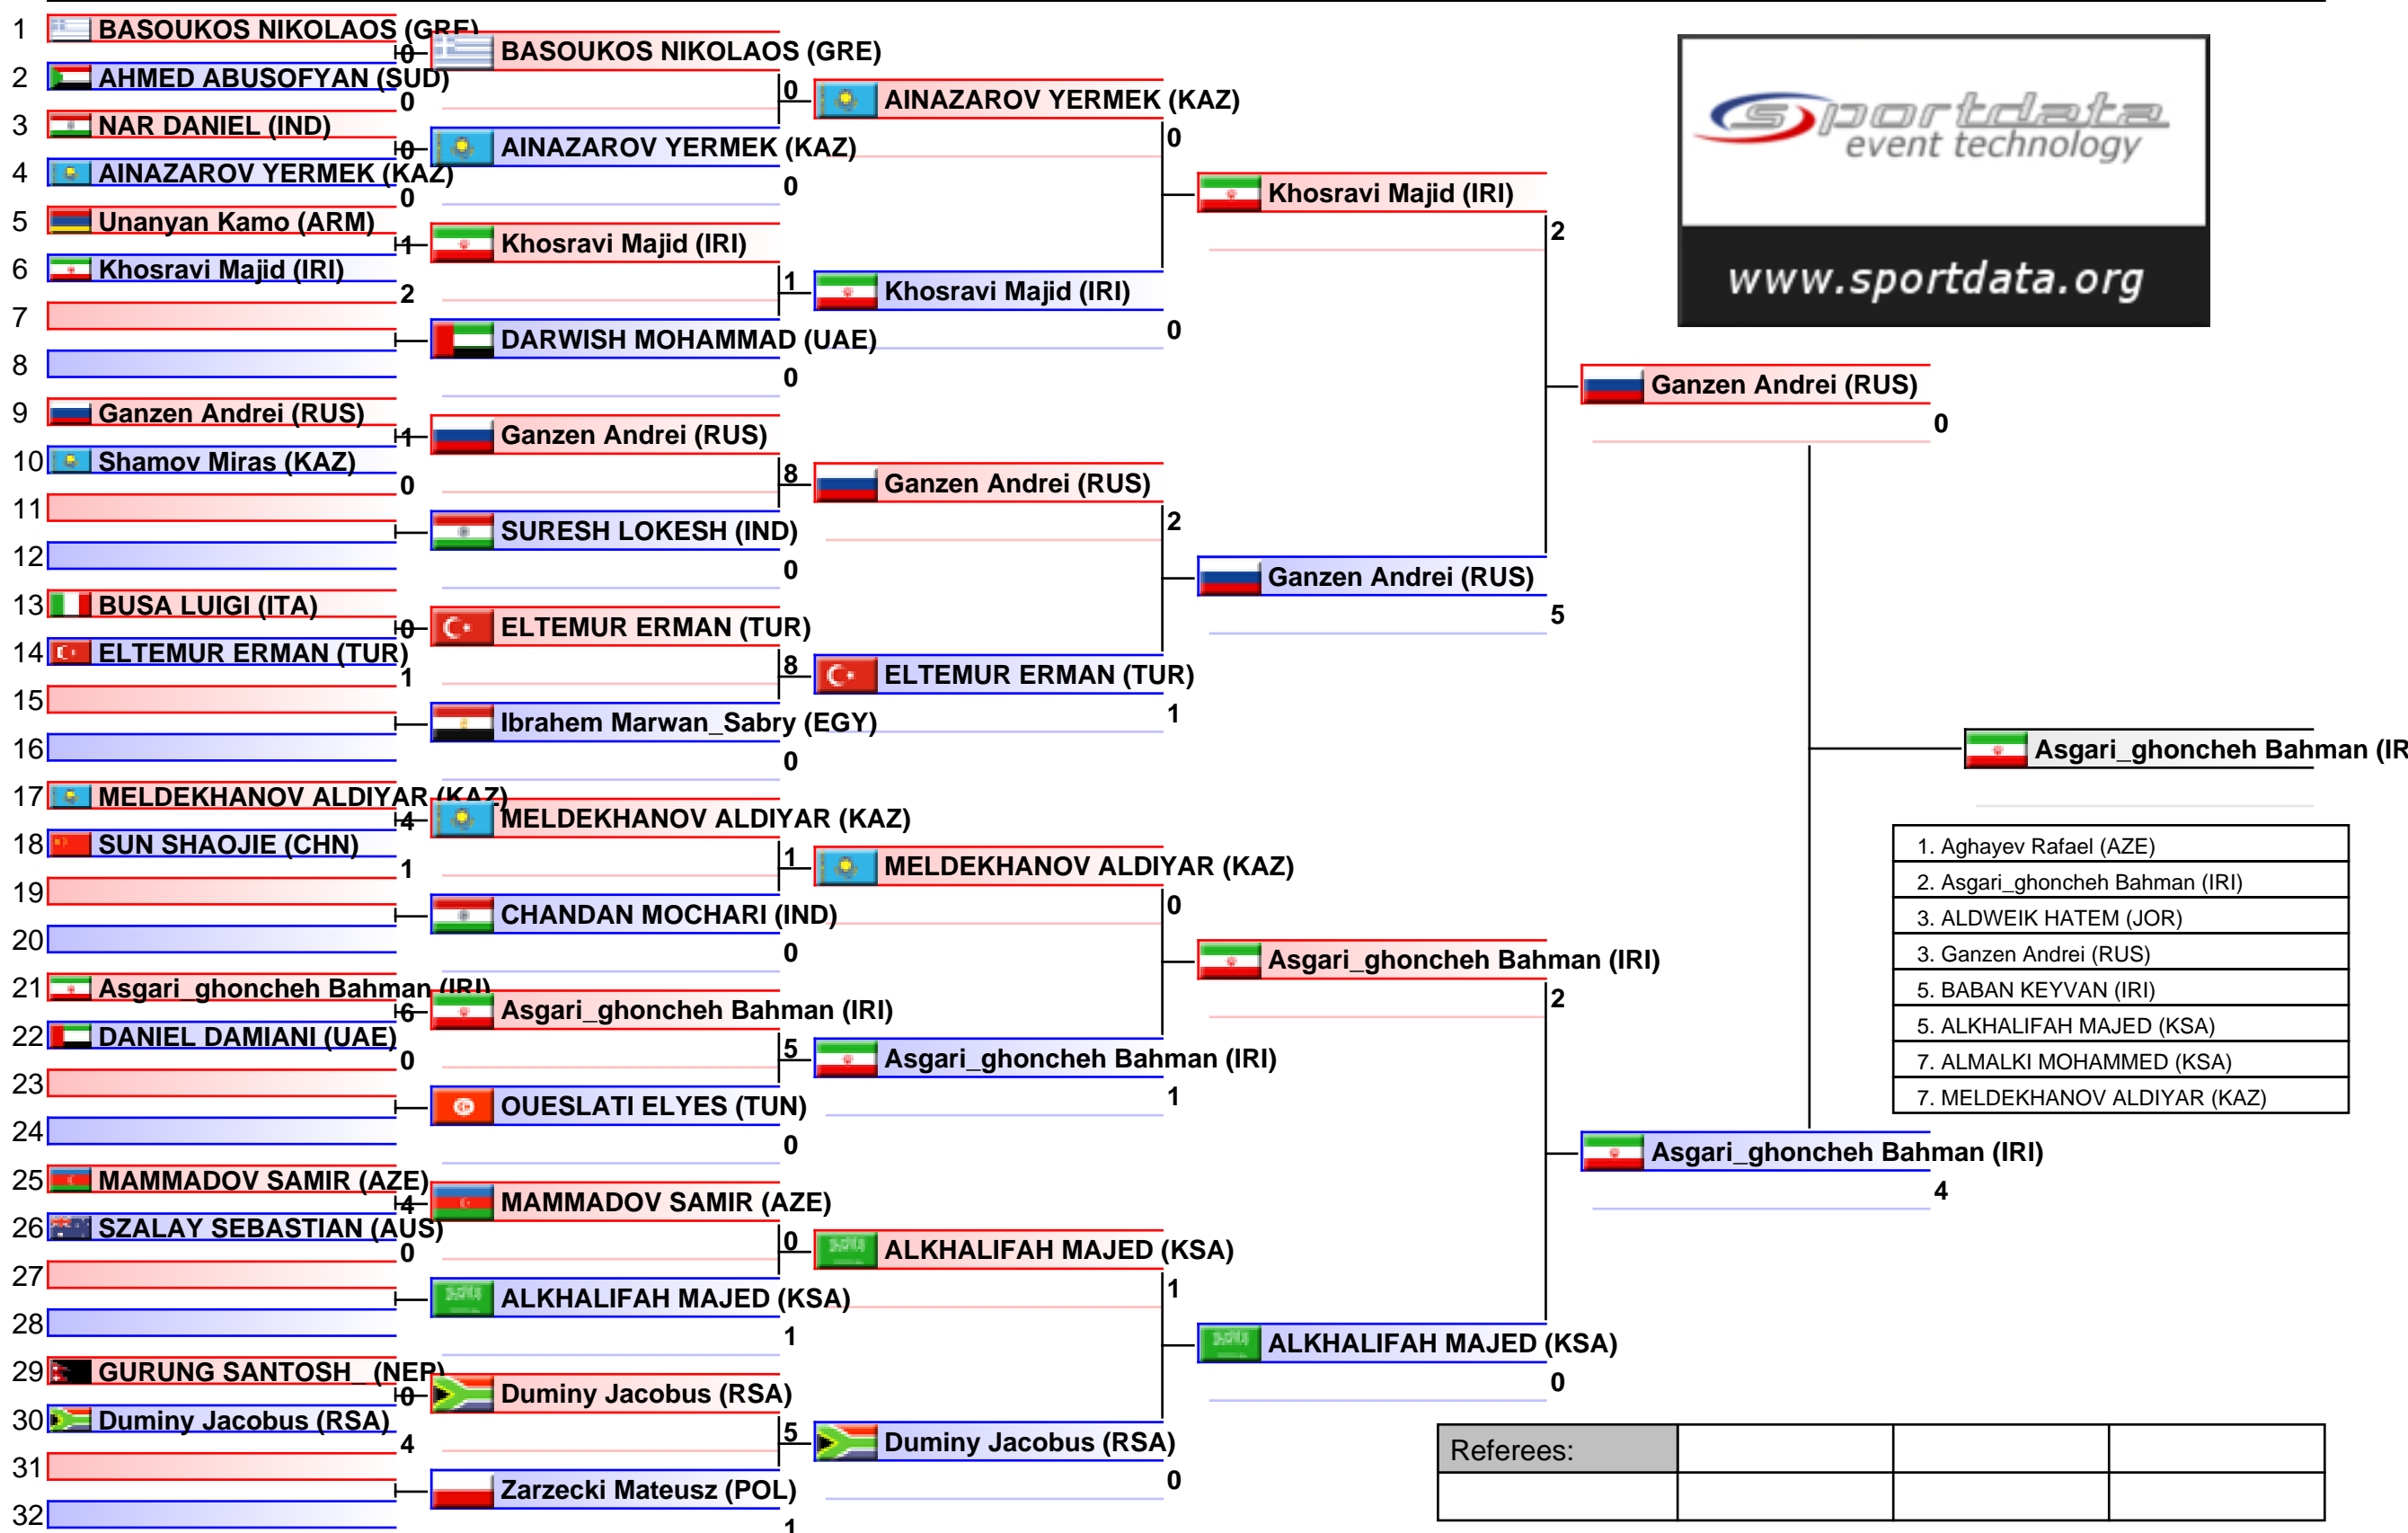 1 BASOUKOS NIKOLAOS (GRE)
0
2 AHMED ABUSOFYAN (SUD)
0
3 NAR DANIEL (IND)
0
4 AINAZAROV YERMEK (KAZ)
0
5 Unanyan Kamo (ARM)
1
6 Khosravi Majid (IRI)
2
7
8
9 Ganzen Andrei (RUS)
1
10 Shamov Miras (KAZ)
0
11
12
13 BUSA LUIGI (ITA)
0
14 ELTEMUR ERMAN (TUR)
1
15
16
17 MELDEKHANOV ALDIYAR (KAZ)
4
18 SUN SHAOJIE (CHN)
1
19
20
21 Asgari_ghoncheh Bahman (IRI)
6
22 DANIEL DAMIANI (UAE)
0
23
24
25 MAMMADOV SAMIR (AZE)
4
26 SZALAY SEBASTIAN (AUS)
0
27
28
29 GURUNG SANTOSH_ (NEP)
0
30 Duminy Jacobus (RSA)
4
31
32
BASOUKOS NIKOLAOS (GRE)
0
AINAZAROV YERMEK (KAZ)
0
Khosravi Majid (IRI)
1
DARWISH MOHAMMAD (UAE)
0
Ganzen Andrei (RUS)
8
SURESH LOKESH (IND)
0
ELTEMUR ERMAN (TUR)
8
Ibrahem Marwan_Sabry (EGY)
0
MELDEKHANOV ALDIYAR (KAZ)
1
CHANDAN MOCHARI (IND)
0
Asgari_ghoncheh Bahman (IRI)
5
OUESLATI ELYES (TUN)
0
MAMMADOV SAMIR (AZE)
0
ALKHALIFAH MAJED (KSA)
1
Duminy Jacobus (RSA)
5
Zarzecki Mateusz (POL)
1
AINAZAROV YERMEK (KAZ)
0
Khosravi Majid (IRI)
0
Ganzen Andrei (RUS)
2
ELTEMUR ERMAN (TUR)
1
MELDEKHANOV ALDIYAR (KAZ)
0
Asgari_ghoncheh Bahman (IRI)
1
ALKHALIFAH MAJED (KSA)
1
Duminy Jacobus (RSA)
0
Khosravi Majid (IRI)
2
Ganzen Andrei (RUS)
5
Asgari_ghoncheh Bahman (IRI)
2
ALKHALIFAH MAJED (KSA)
0
Ganzen Andrei (RUS)
0
Asgari_ghoncheh Bahman (IRI)
4
Asgari_ghoncheh Bahman (IR
sportdata
event technology
www.sportdata.org
1. Aghayev Rafael (AZE)
2. Asgari_ghoncheh Bahman (IRI)
3. ALDWEIK HATEM (JOR)
3. Ganzen Andrei (RUS)
5. BABAN KEYVAN (IRI)
5. ALKHALIFAH MAJED (KSA)
7. ALMALKI MOHAMMED (KSA)
7. MELDEKHANOV ALDIYAR (KAZ)
Referees: